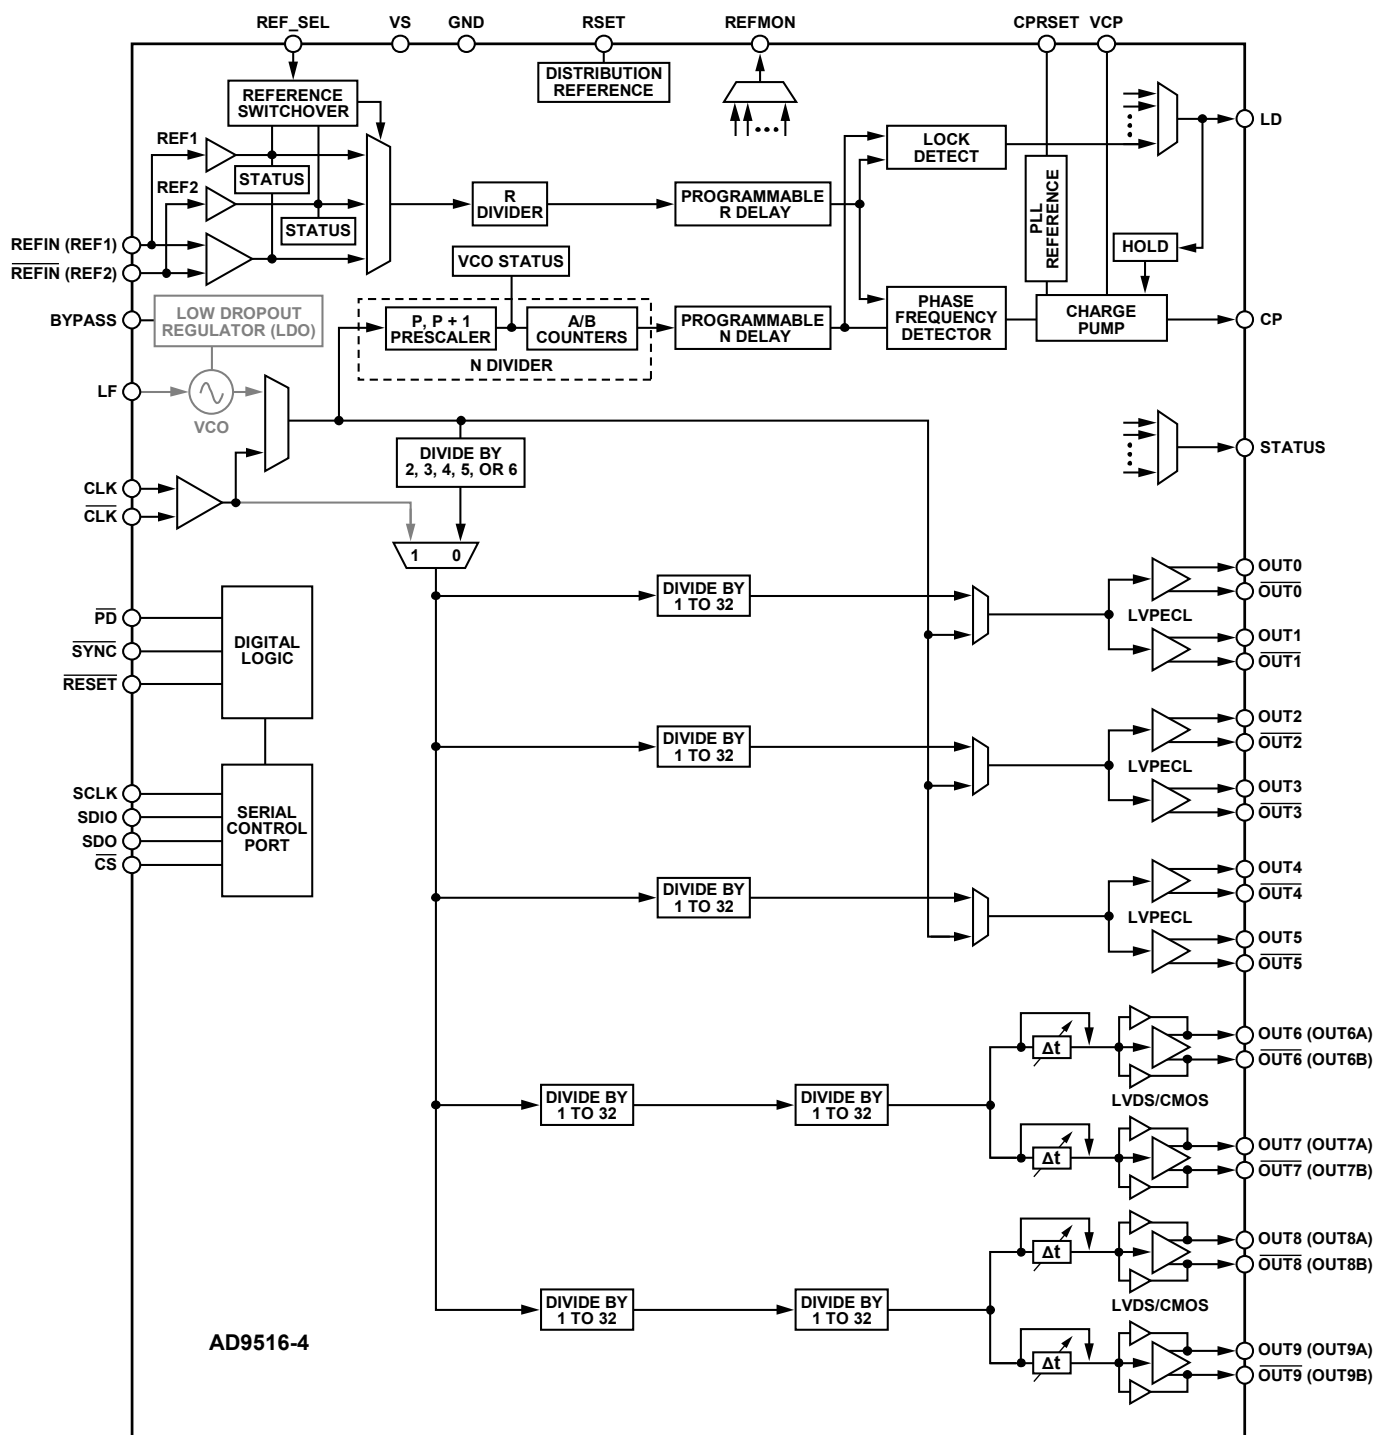 REF_SEL
VS
GND
RSET
REFMON
CPRSET
VCP
DISTRIBUTION
REFERENCE
REFERENCE
SWITCHOVER
REF1
STATUS
REF2
STATUS
R
DIVIDER
PROGRAMMABLE
R DELAY
LOCK
DETECT
PLL
REFERENCE
LD
HOLD
REFIN (REF1)
REFIN (REF2)
BYPASS
LOW DROPOUT
REGULATOR (LDO)
VCO STATUS
P, P + 1
PRESCALER
A/B
COUNTERS
N DIVIDER
PROGRAMMABLE
N DELAY
PHASE
FREQUENCY
DETECTOR
CHARGE
PUMP
CP
LF
VCO
DIVIDE BY
2, 3, 4, 5, OR 6
STATUS
CLK
CLK
1 0
DIVIDE BY
1 TO 32
LVPECL
OUT0
OUT0
OUT1
OUT1
PD
SYNC
RESET
DIGITAL
LOGIC
DIVIDE BY
1 TO 32
LVPECL
OUT2
OUT2
OUT3
OUT3
SCLK
SDIO
SDO
CS
SERIAL
CONTROL
PORT
DIVIDE BY
1 TO 32
LVPECL
OUT4
OUT4
OUT5
OUT5
DIVIDE BY
1 TO 32
DIVIDE BY
1 TO 32
Δt
Δt
LVDS/CMOS
OUT6 (OUT6A)
OUT6 (OUT6B)
OUT7 (OUT7A)
OUT7 (OUT7B)
DIVIDE BY
1 TO 32
DIVIDE BY
1 TO 32
Δt
Δt
LVDS/CMOS
OUT8 (OUT8A)
OUT8 (OUT8B)
OUT9 (OUT9A)
OUT9 (OUT9B)
AD9516-4